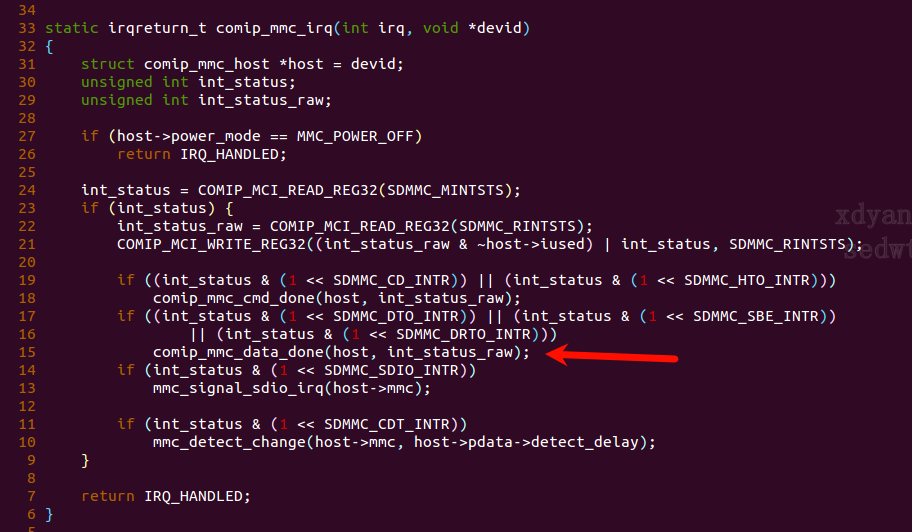 34
33 static irqreturn_t comip_mmc_irq(int irq, void *devid)
32 {
31     struct comip_mmc_host *host = devid;
30     unsigned int int_status;
29     unsigned int int_status_raw;
28
27     if (host->power_mode == MMC_POWER_OFF)
26         return IRQ_HANDLED;
25
24     int_status = COMIP_MCI_READ_REG32(SDMMC_MINTSTS);
23     if (int_status) {
22         int_status_raw = COMIP_MCI_READ_REG32(SDMMC_RINTSTS);
21         COMIP_MCI_WRITE_REG32((int_status_raw & ~host->iused) | int_status, SDMMC_RINTSTS);
20
19         if ((int_status & (1 << SDMMC_CD_INTR)) || (int_status & (1 << SDMMC_HTO_INTR)))
18             comip_mmc_cmd_done(host, int_status_raw);
17         if ((int_status & (1 << SDMMC_DTO_INTR)) || (int_status & (1 << SDMMC_SBE_INTR))
16                 || (int_status & (1 << SDMMC_DRTO_INTR)))
15             comip_mmc_data_done(host, int_status_raw);
14         if (int_status & (1 << SDMMC_SDIO_INTR))
13             mmc_signal_sdio_irq(host->mmc);
12
11         if (int_status & (1 << SDMMC_CDT_INTR))
10             mmc_detect_change(host->mmc, host->pdata->detect_delay);
9     }
8
7     return IRQ_HANDLED;
6 }
xdyan